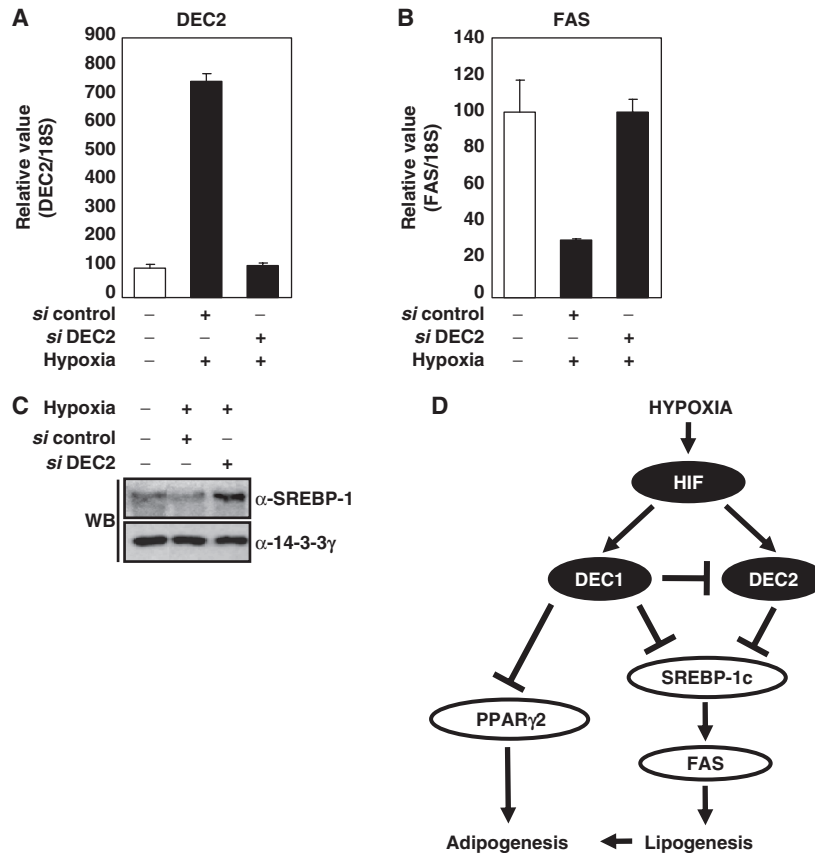 A
DEC2
Relative value
(DEC2/18S)
900
800
700
600
500
400
300
200
100
0
si control – + –
si DEC2 – – +
Hypoxia – + +
B
FAS
Relative value
(FAS/18S)
140
120
100
80
60
40
20
0
si control – + –
si DEC2 – – +
Hypoxia – + +
C
Hypoxia – + +
si control – + –
si DEC2 – – +
WB
α-SREBP-1
α-14-3-3γ
D
HYPOXIA
HIF
DEC1
DEC2
SREBP-1c
PPARγ2
FAS
Adipogenesis
Lipogenesis